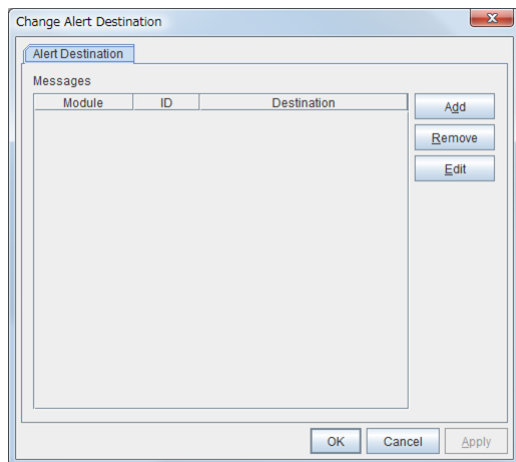 Change Alert Destination
Alert Destination
Messages
Module ID Destination
Add
Remove
Edit
OK Cancel Apply